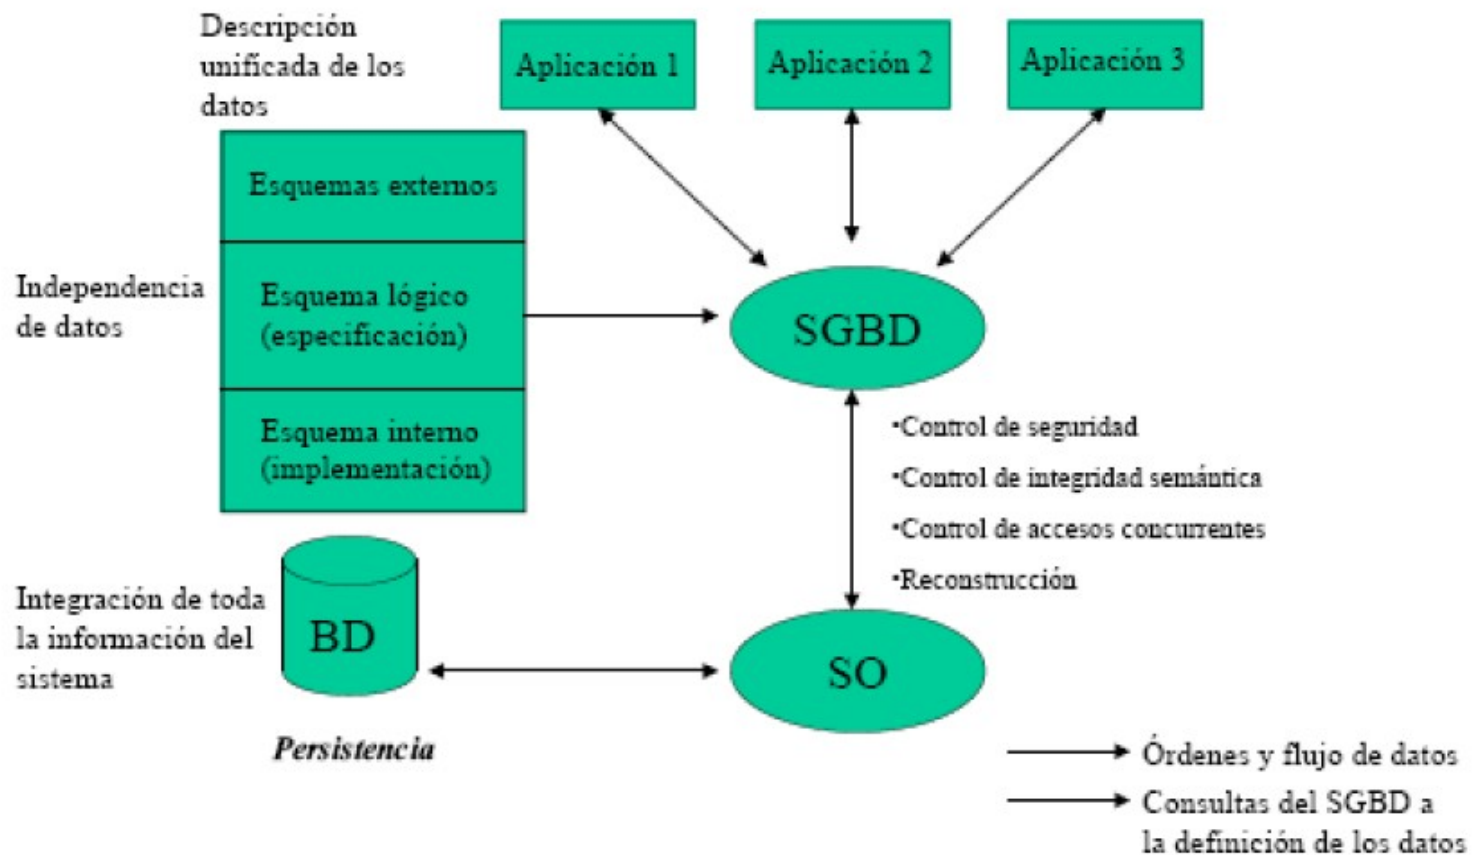 Descripción
unificada de los
datos
Aplicación 1
Aplicación 2
Aplicación 3
Esquemas externos
Independencia
de datos
Esquema lógico
(especificación)
SGBD
Esquema interno
(implementación)
•Control de seguridad
•Control de integridad semántica
•Control de accesos concurrentes
•Reconstrucción
Integración de toda
la información del
sistema
BD
SO
Persistencia
Órdenes y flujo de datos
Consultas del SGBD a
la definición de los datos